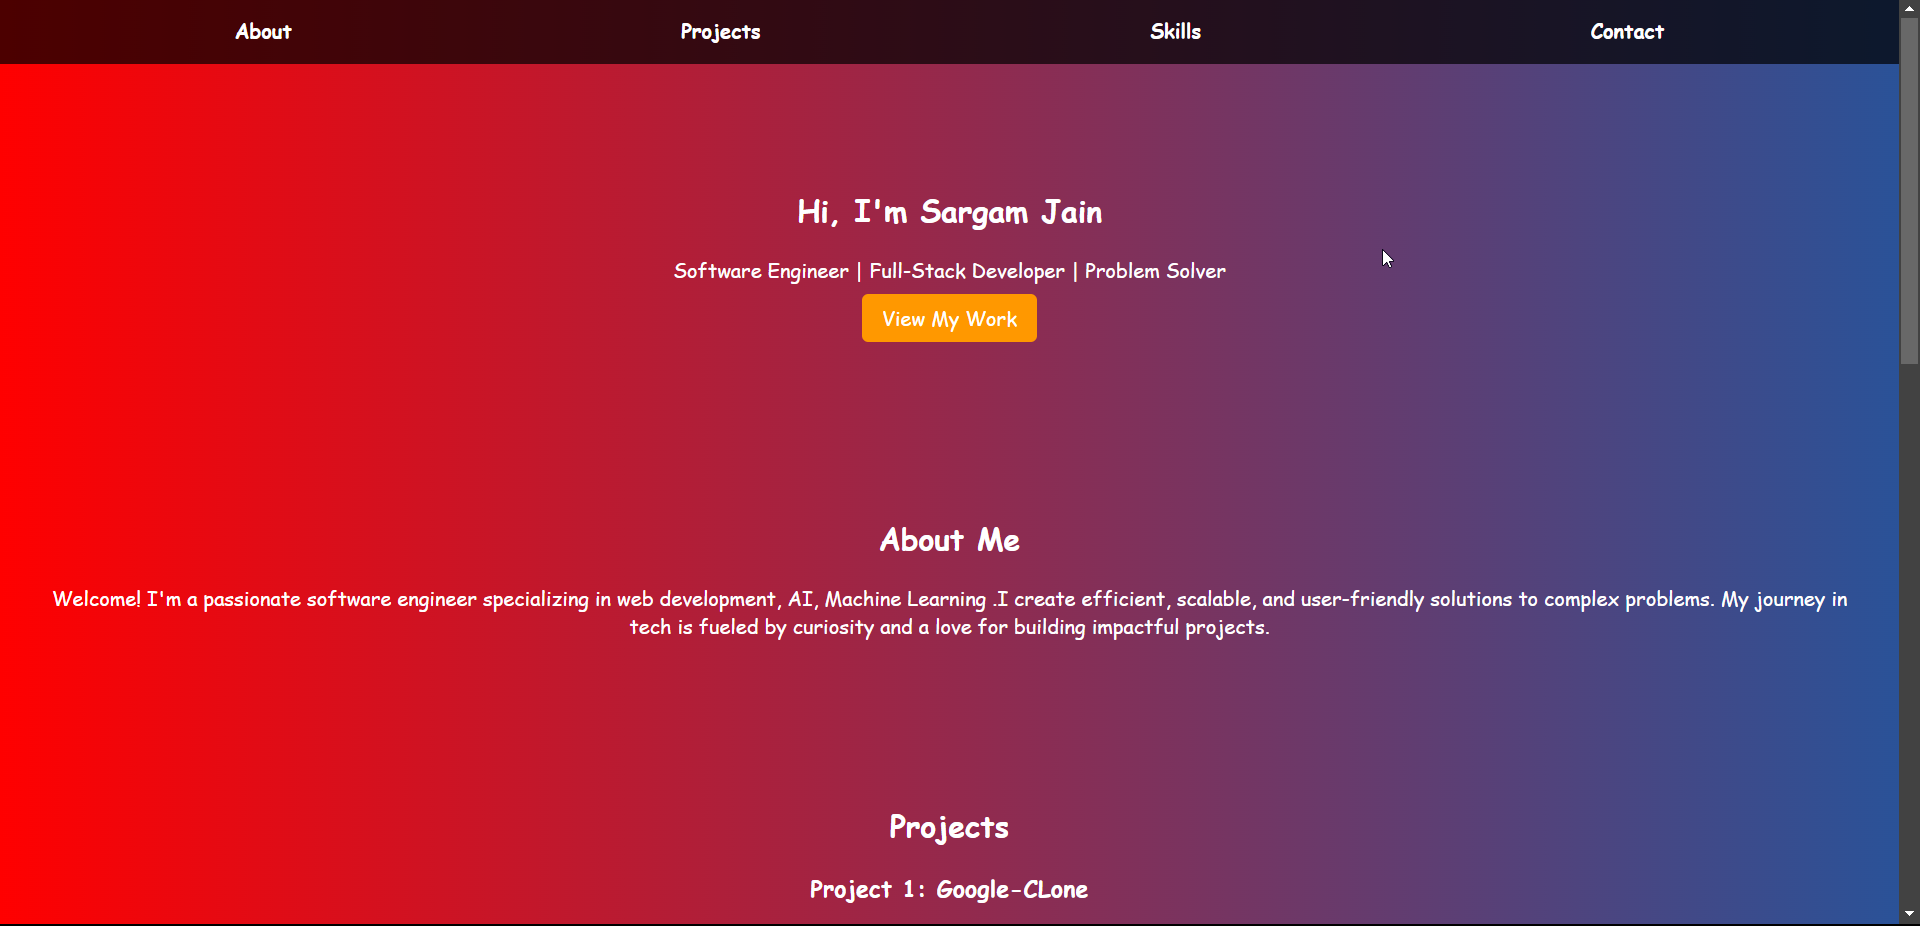 About Projects Skills Contact
Hi, I'm Sargam Jain
Software Engineer | Full-Stack Developer | Problem Solver
View My Work
About Me
Welcome! I'm a passionate software engineer specializing in web development, AI, Machine Learning .I create efficient, scalable, and user-friendly solutions to complex problems. My journey in
tech is fueled by curiosity and a love for building impactful projects.
Projects
Project 1: Google-CLone